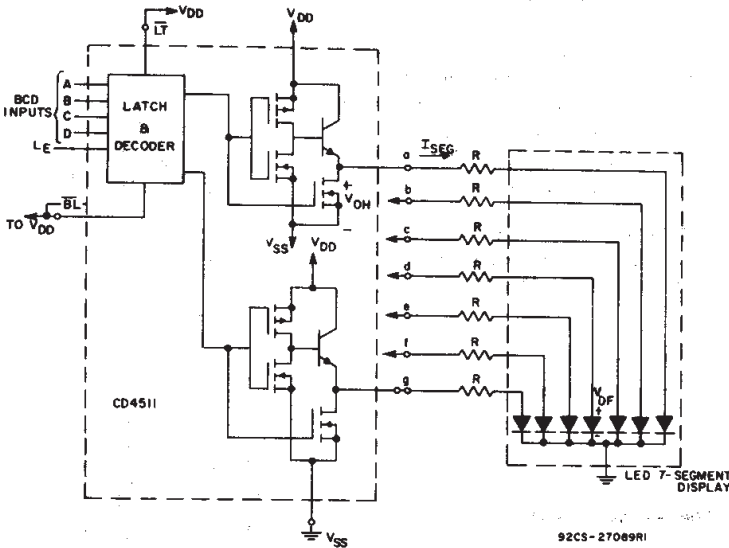 VDD
LT
VDD
BCD
INPUTS
A
B
C
D
LE
LATCH
&
DECODER
BL
TO VDD
VOH
VSS
VDD
CD4511
VSS
a
ISEG
R
b
R
c
R
d
R
e
R
f
R
g
R
VDF
LED 7-SEGMENT
DISPLAY
92CS-27089R1